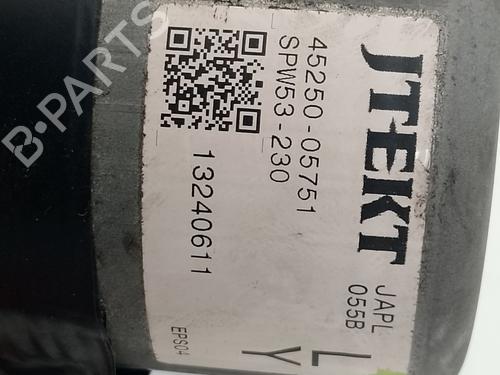 JTEKT
45250-05751
SPW53-230
13240611
JAPL
055B
EPS04
L
Y
B-PARTS